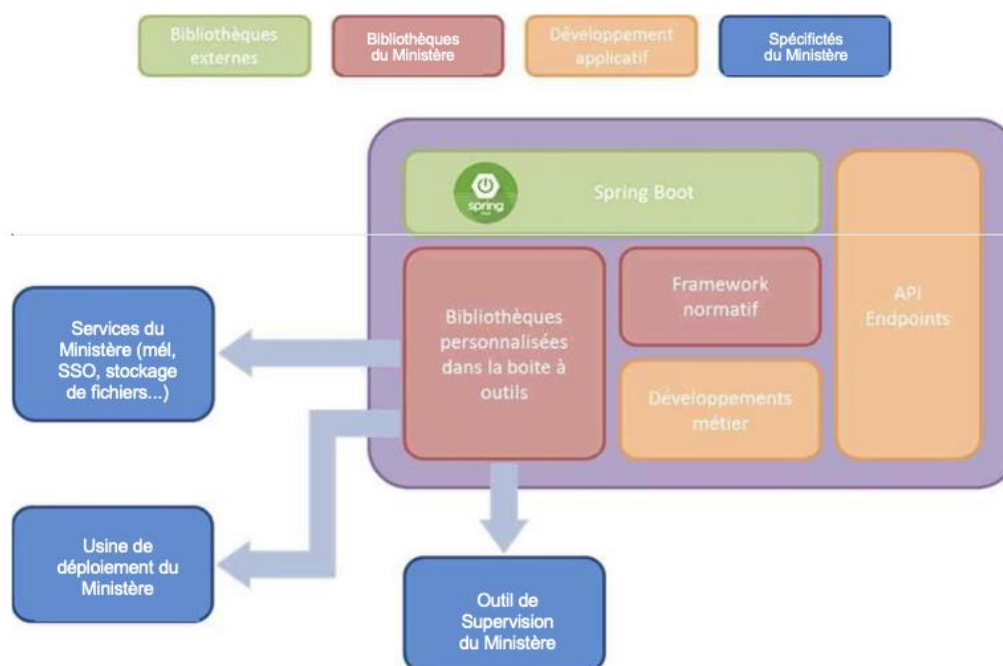 Bibliothèques
externes
Bibliothèques
du Ministère
Développement
applicatif
Spécifictés
du Ministère
spring
Spring Boot
Bibliothèques
personnalisées
dans la boite à
outils
Framework
normatif
Développements
métier
API
Endpoints
Services du
Ministère (mél,
SSO, stockage
de fichiers...)
Usine de
déploiement du
Ministère
Outil de
Supervision
du Ministère